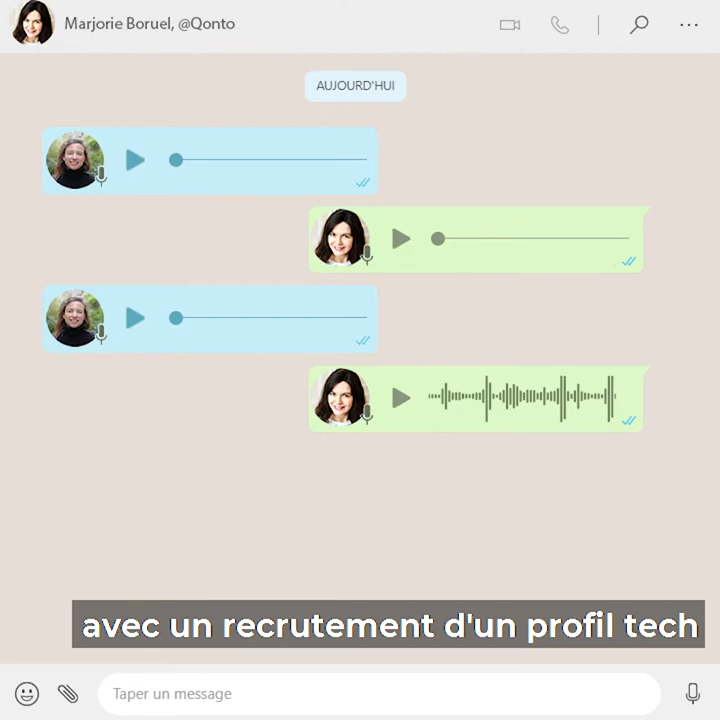 Marjorie Boruel, @Qonto
AUJOURD'HUI
avec un recrutement d'un profil tech
Taper un message